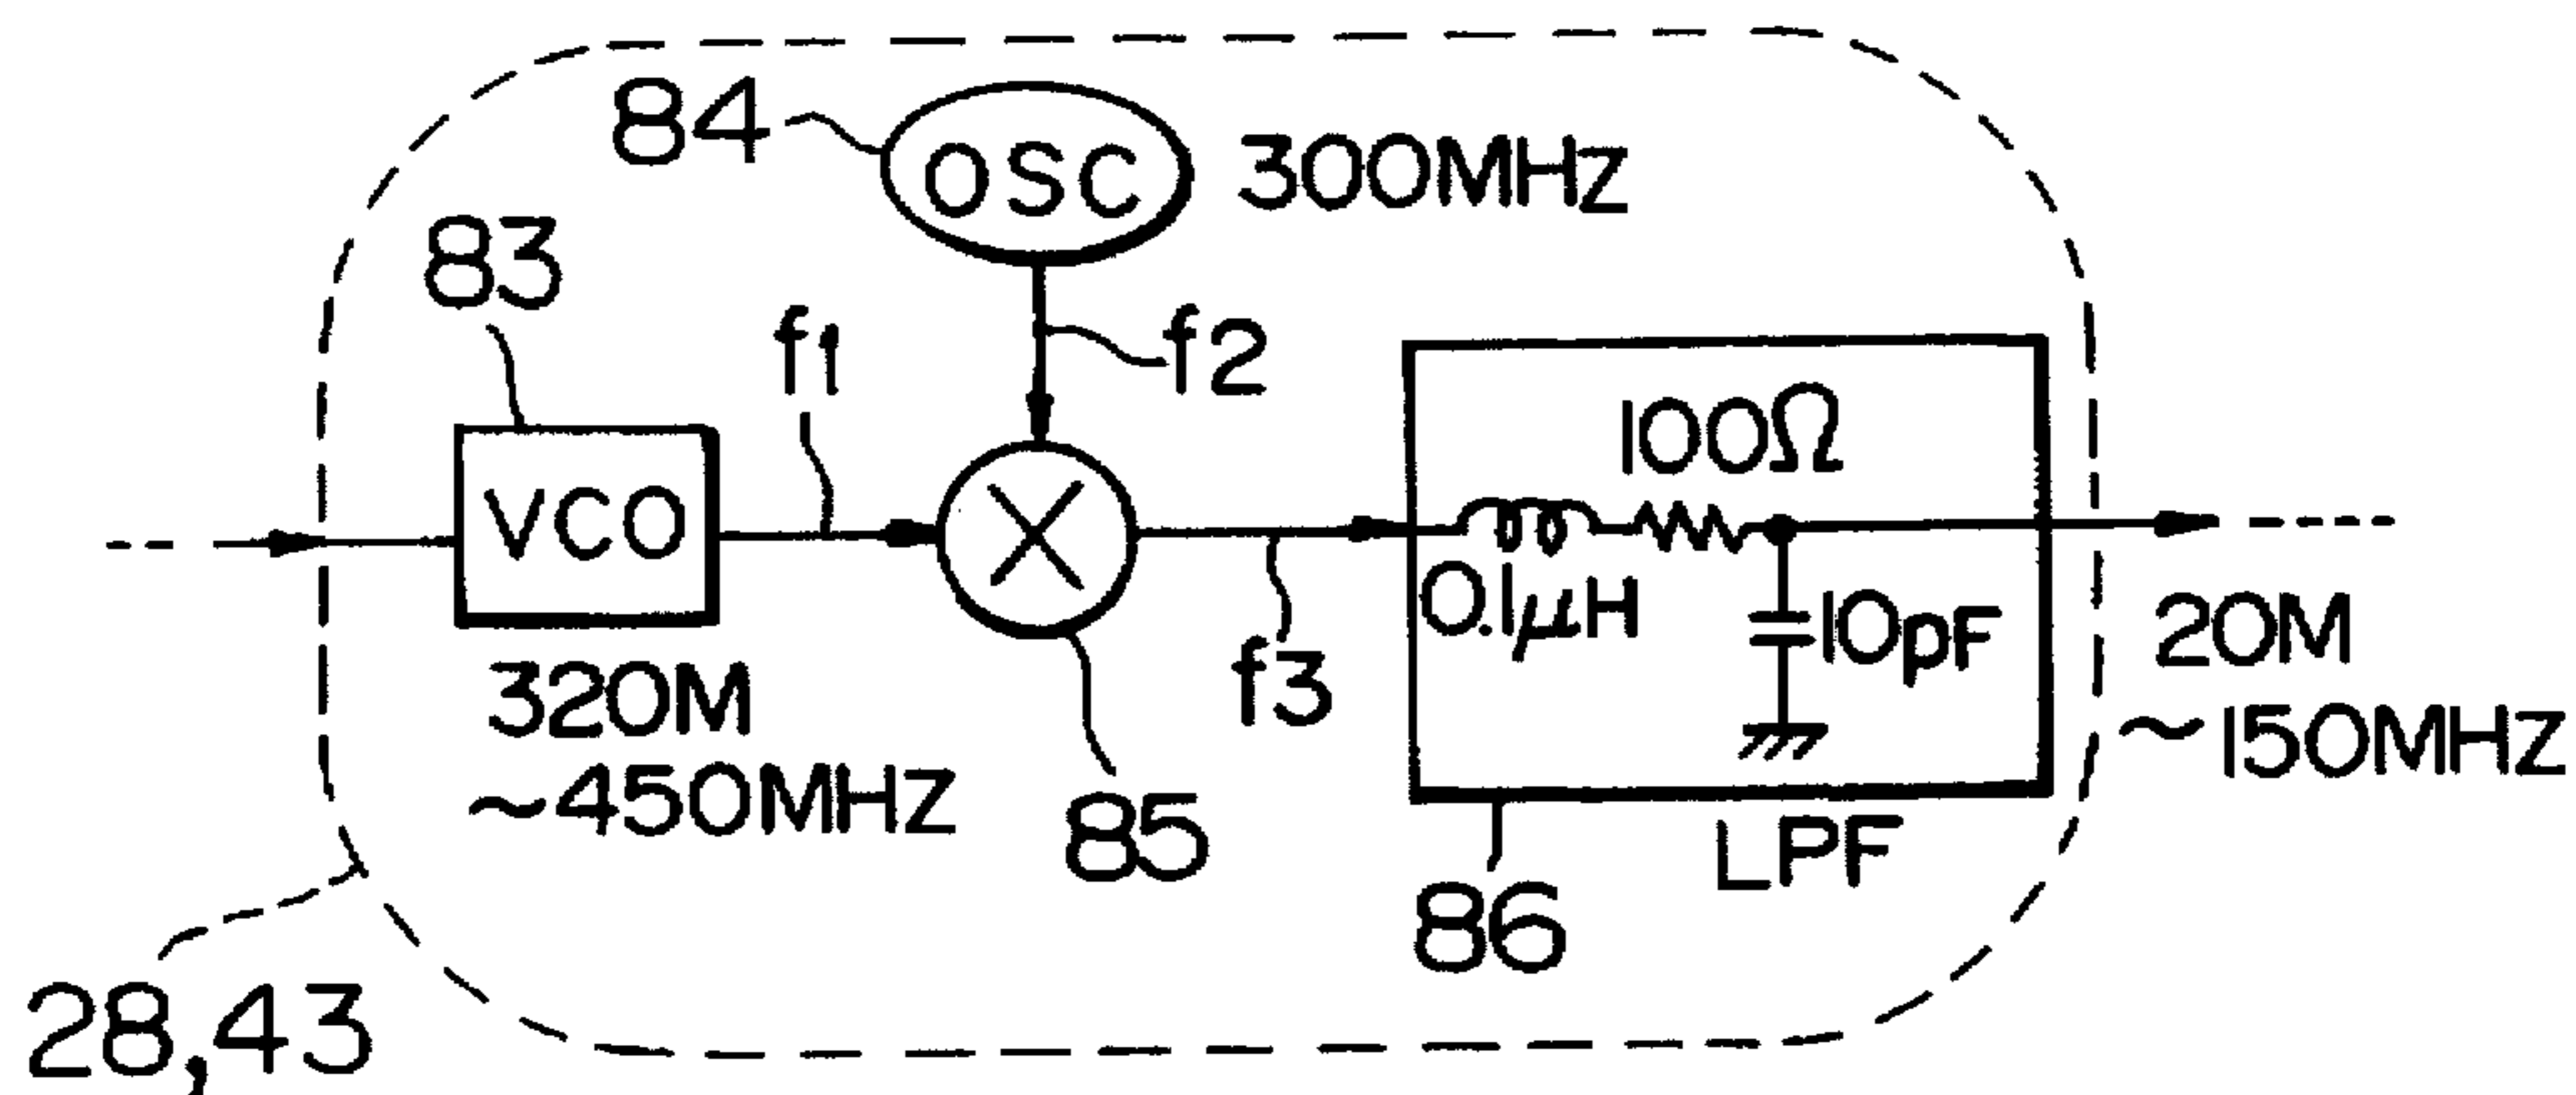 84
OSC
300MHZ
83
f1
f2
VCO
100Ω
0.1μH
10pF
320M
~450MHZ
f3
20M
~150MHZ
85
LPF
86
28,43